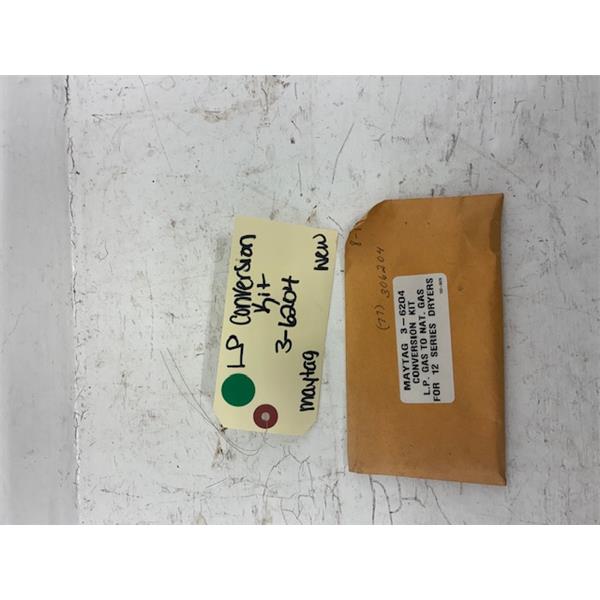 LP Conversion
Kit
3-6204
maytag
New
(77) 306204
MAYTAG 3-6204
CONVERSION KIT
L.P. GAS TO NAT. GAS
FOR 12 SERIES DRYERS